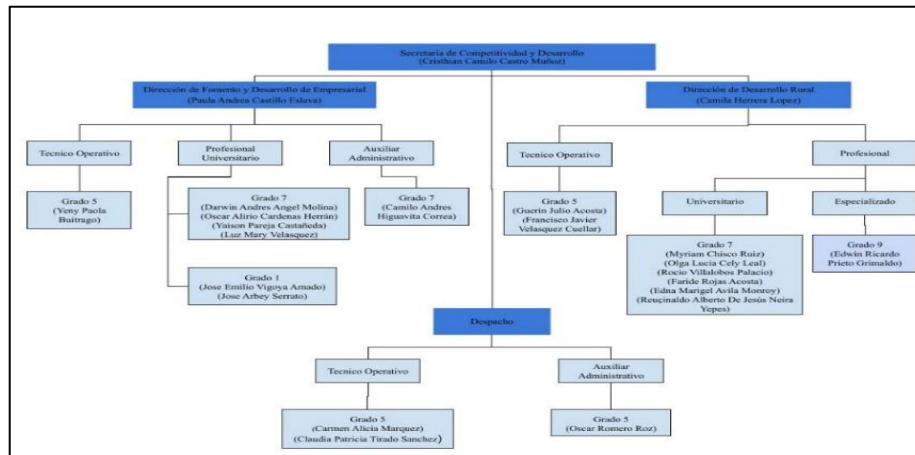 Secretaría de Competitividad y Desarrollo
(Cristhian Camilo Castro Muñoz)
Dirección de Fomento y Desarrollo de Empresarial
(Paula Andrea Castillo Eslava)
Dirección de Desarrollo Rural
(Camila Herrera Lopez)
Tecnico Operativo
Profesional
Universitario
Auxiliar
Administrativo
Grado 5
(Yeny Paola
Buitrago)
Grado 7
(Darwin Andres Angel Molina)
(Oscar Alirio Cardenas Herrán)
(Yaison Pareja Castañeda)
(Luz Mary Velasquez)
Grado 7
(Camilo Andres
Higuavita Correa)
Grado 1
(Jose Emilio Vigoya Amado)
(Jose Arbey Serrato)
Tecnico Operativo
Profesional
Grado 5
(Guerin Julio Acosta)
(Francisco Javier
Velasquez Cuellar)
Universitario
Especializado
Grado 7
(Myriam Chisco Ruiz)
(Olga Lucia Cely Leal)
(Rocio Villalobos Palacio)
(Faride Rojas Acosta)
(Edna Marigel Avila Monroy)
(Reuçinaldo Alberto De Jesús Neira
Yepes)
Grado 9
(Edwin Ricardo
Prieto Grimaldo)
Despacho
Tecnico Operativo
Auxiliar
Administrativo
Grado 5
(Carmen Alicia Marquez)
(Claudia Patricia Tirado Sanchez)
Grado 5
(Oscar Romero Roz)